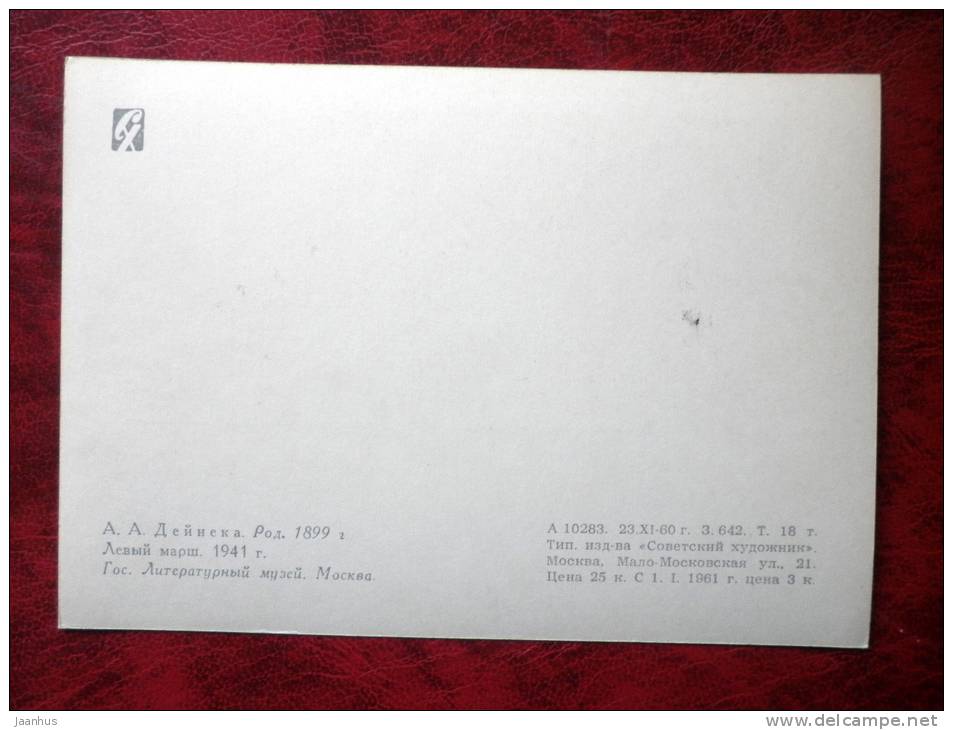 СХ
А. А. Дейнека. Род. 1899 г
Левый марш. 1941 г.
Гос. Литературный музей. Москва.
А 10283. 23.XI-60 г. З. 642. Т. 18 т.
Тип. изд-ва «Советский художник».
Москва, Мало-Московская ул., 21.
Цена 25 к. С 1. I. 1961 г. цена 3 к.
Jaanhus
www.delcampe.net